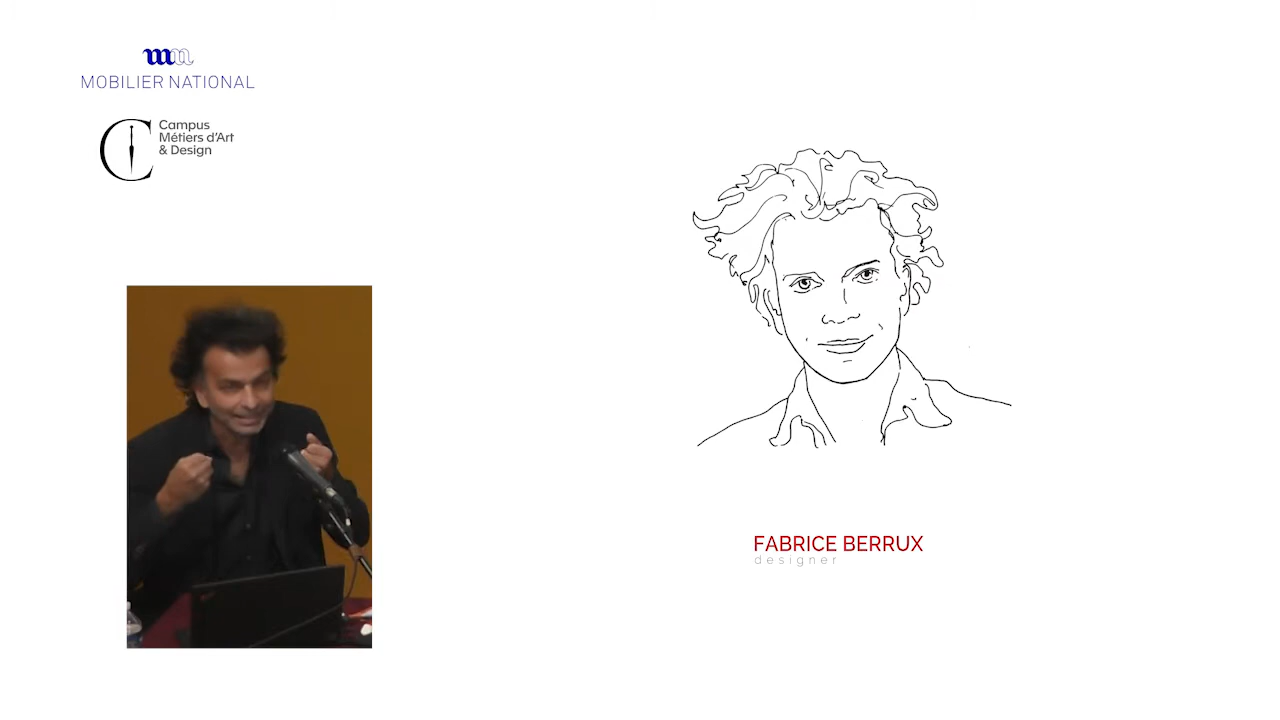 MOBILIER NATIONAL
Campus
Métiers d'Art
& Design
FABRICE BERRUX
designer